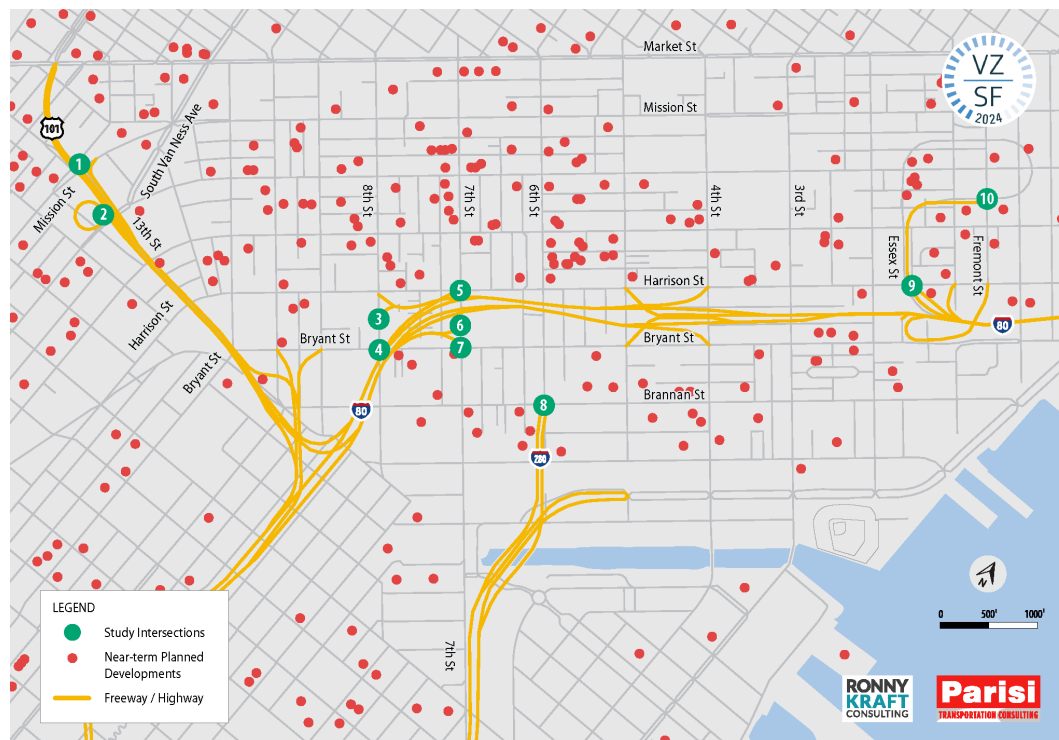 Market St
VZ
SF
2024
Mission St
101
South Van Ness Ave
1
Mission St
2
13th St
8th St
7th St
6th St
4th St
3rd St
10
Essex St
Fremont St
Harrison St
9
5
3
6
Harrison St
Bryant St
4
7
Bryant St
80
Bryant St
Brannan St
8
80
280
0
500'
1000'
LEGEND
Study Intersections
Near-term Planned
Developments
Freeway / Highway
7th St
RONNY
KRAFT
CONSULTING
Parisi
TRANSPORTATION CONSULTING
N